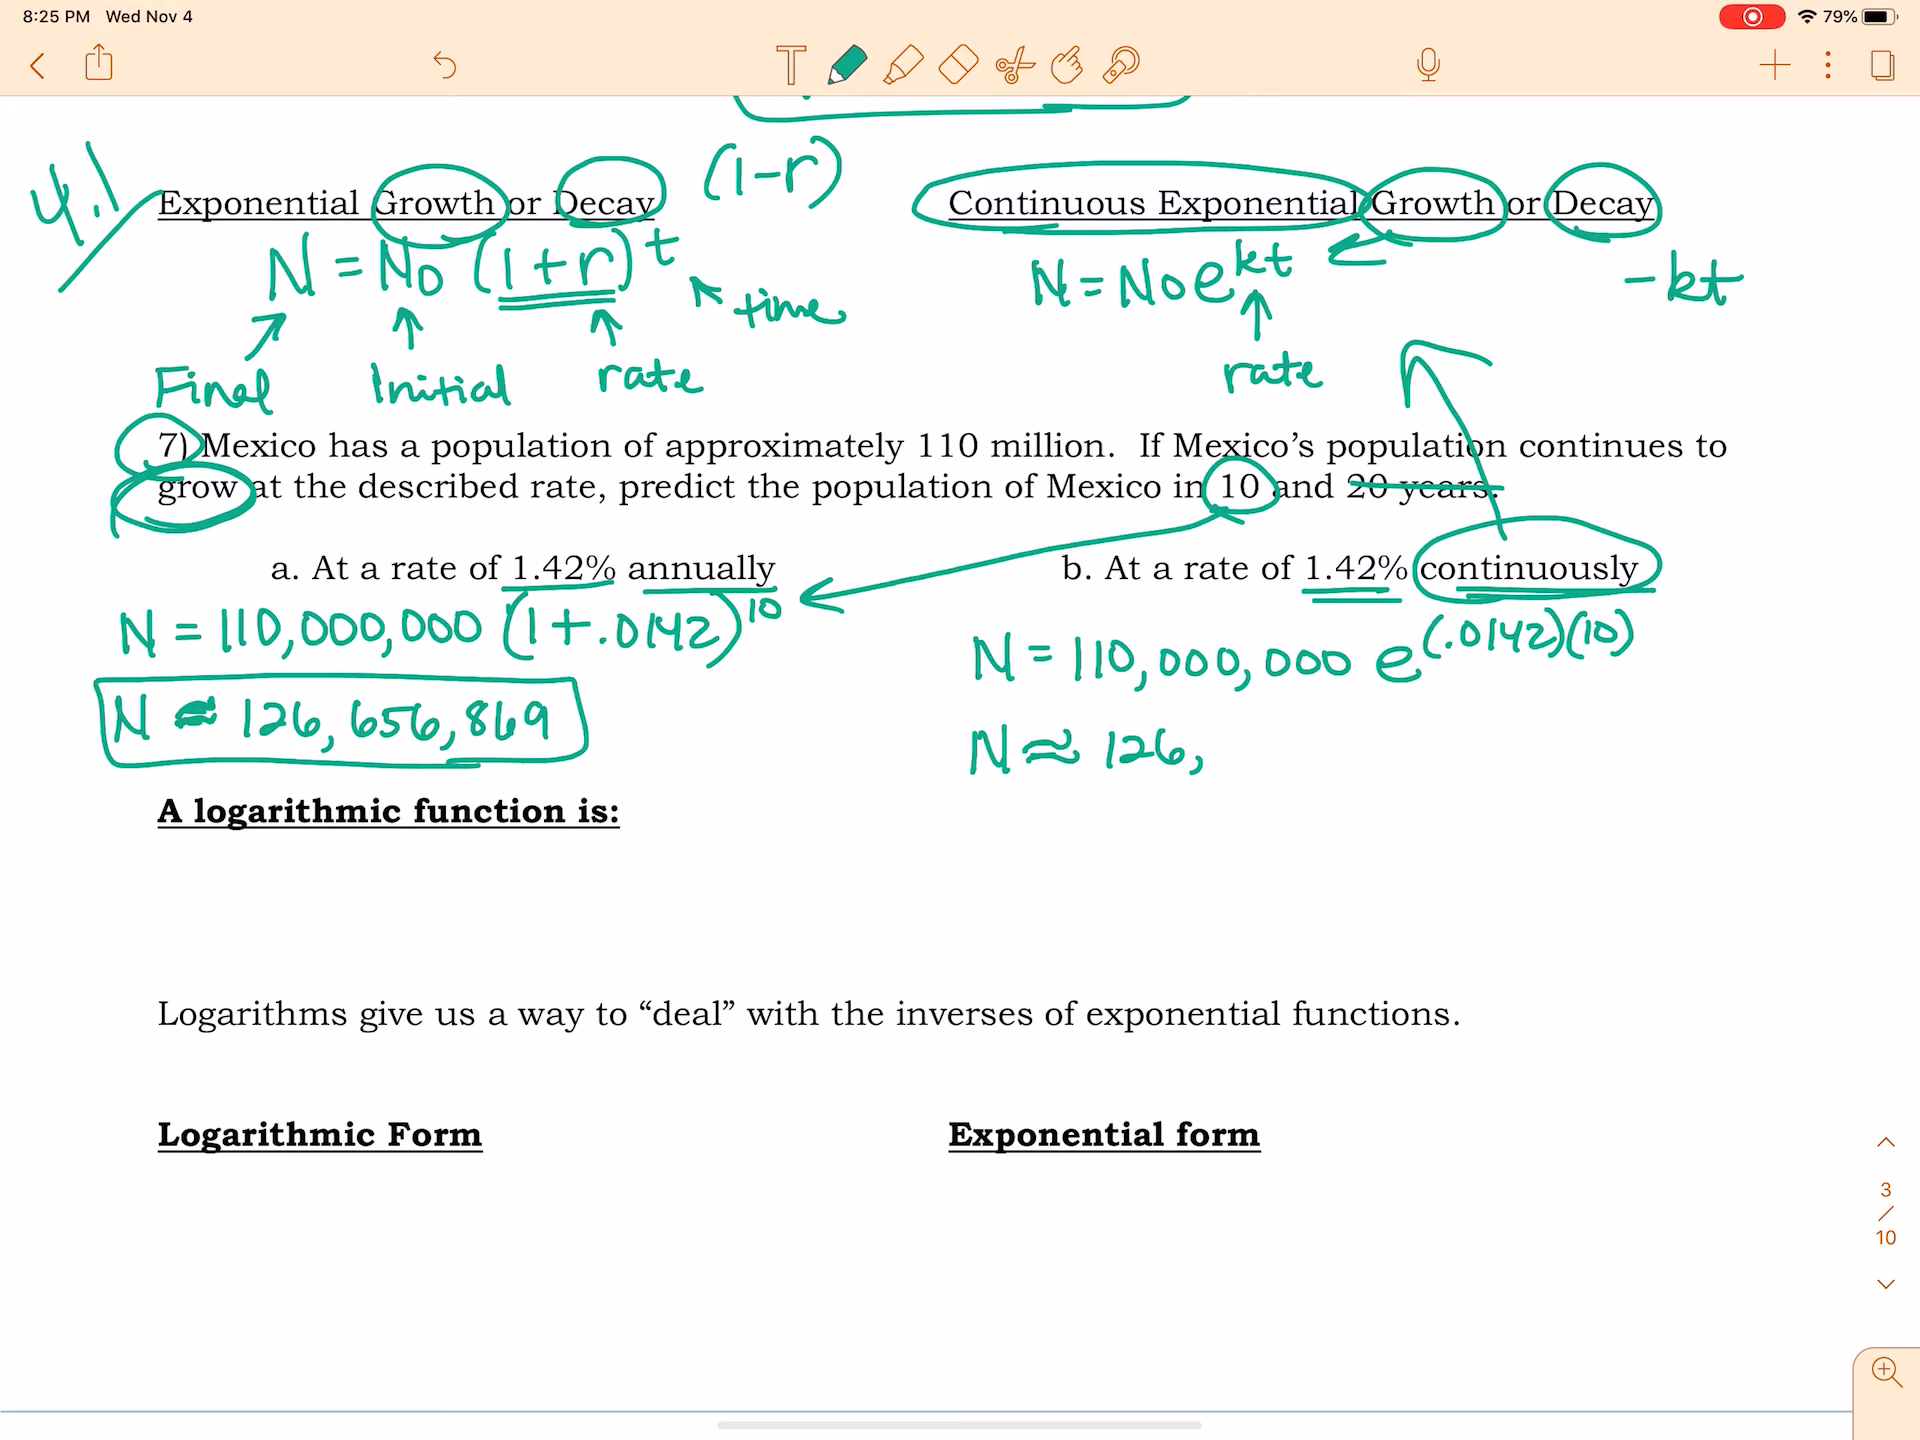 8:25 PM Wed Nov 4 79%
4.1
(1-r)
Exponential Growth or Decay
Continuous Exponential Growth or Decay
N = N0 (1+r)^t
N = N0 e^kt
-kt
time
Final Initial rate
rate
7) Mexico has a population of approximately 110 million. If Mexico’s population continues to
grow at the described rate, predict the population of Mexico in 10 and 20 years.
a. At a rate of 1.42% annually
b. At a rate of 1.42% continuously
N = 110,000,000 (1+.0142)^10
N = 110,000,000 e^(.0142)(10)
N ≈ 126,656,869
N ≈ 126,
A logarithmic function is:
Logarithms give us a way to “deal” with the inverses of exponential functions.
Logarithmic Form
Exponential form
3
/
10